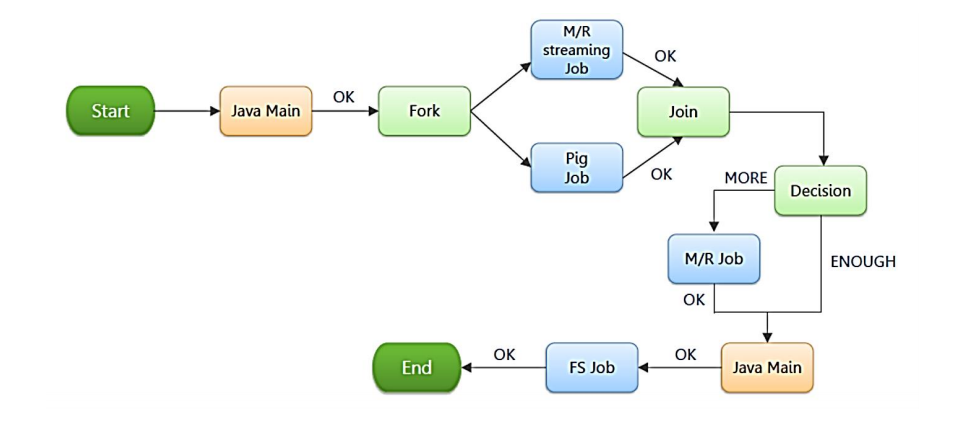 M/R
streaming
Job
OK
Start
Java Main
OK
Fork
Join
Pig
Job
OK
MORE
Decision
M/R Job
ENOUGH
OK
End
OK
FS Job
OK
Java Main